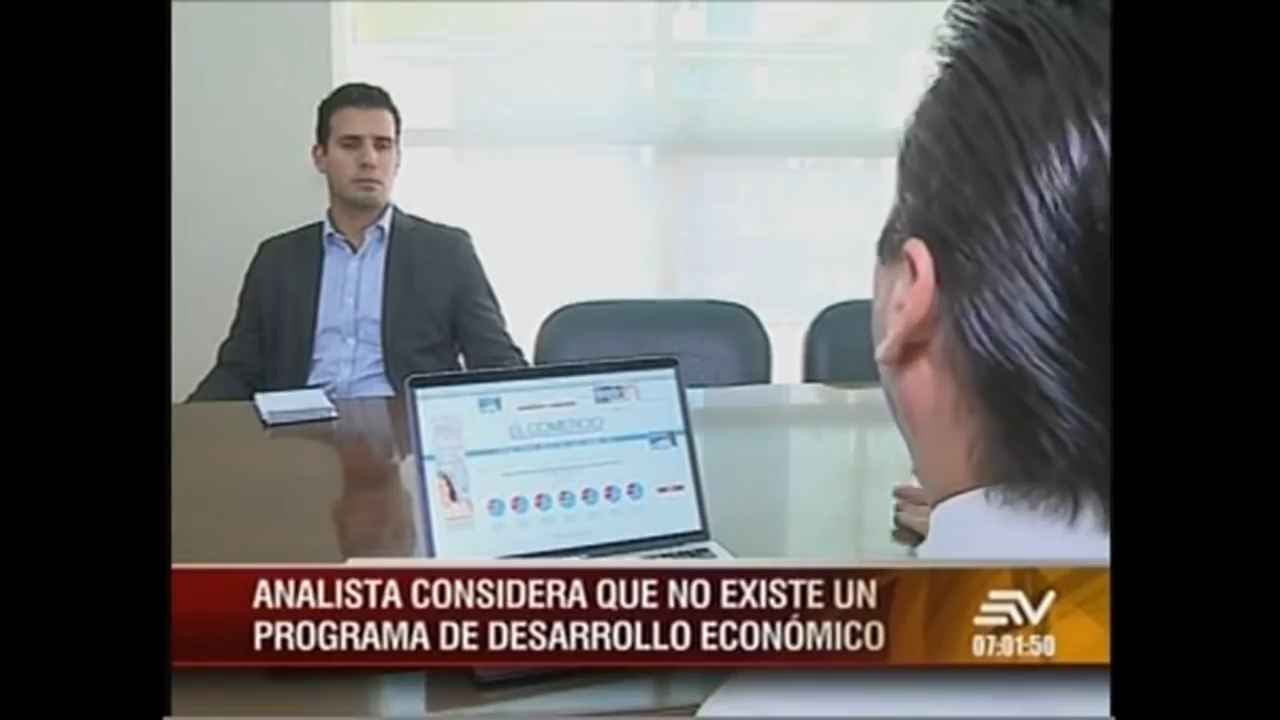 EL COMERCIO
ANALISTA CONSIDERA QUE NO EXISTE UN
PROGRAMA DE DESARROLLO ECONÓMICO
07:01:50